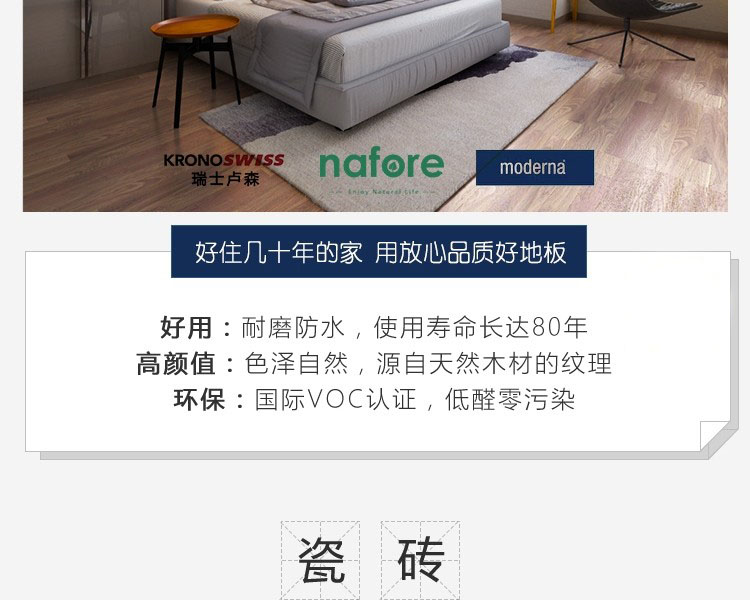 KRONOSWISS
瑞士卢森
nafore
Enjoy Natural Life
moderna
好住几十年的家 用放心品质好地板
好用：耐磨防水，使用寿命长达80年
高颜值：色泽自然，源自天然木材的纹理
环保：国际VOC认证，低醛零污染
瓷砖